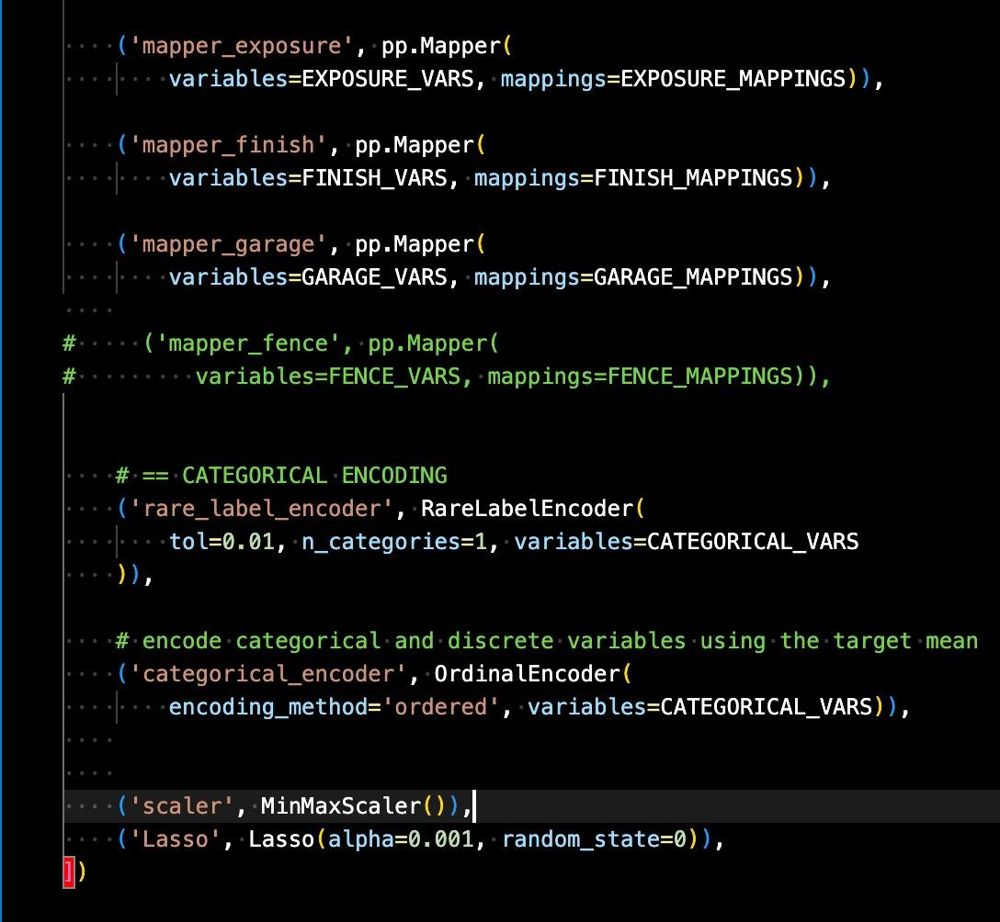 ('mapper_exposure', pp.Mapper(
variables=EXPOSURE_VARS, mappings=EXPOSURE_MAPPINGS)),
('mapper_finish', pp.Mapper(
variables=FINISH_VARS, mappings=FINISH_MAPPINGS)),
('mapper_garage', pp.Mapper(
variables=GARAGE_VARS, mappings=GARAGE_MAPPINGS)),
#     ('mapper_fence', pp.Mapper(
#         variables=FENCE_VARS, mappings=FENCE_MAPPINGS)),
# == CATEGORICAL ENCODING
('rare_label_encoder', RareLabelEncoder(
tol=0.01, n_categories=1, variables=CATEGORICAL_VARS
)),
# encode categorical and discrete variables using the target mean
('categorical_encoder', OrdinalEncoder(
encoding_method='ordered', variables=CATEGORICAL_VARS)),
('scaler', MinMaxScaler()),
('Lasso', Lasso(alpha=0.001, random_state=0)),
])